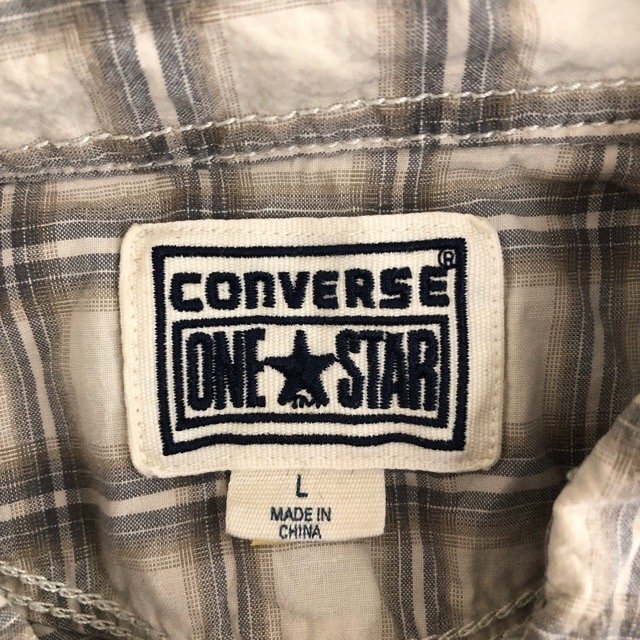 CONVERSE®
ONE ★ STAR
TM
L
MADE IN
CHINA